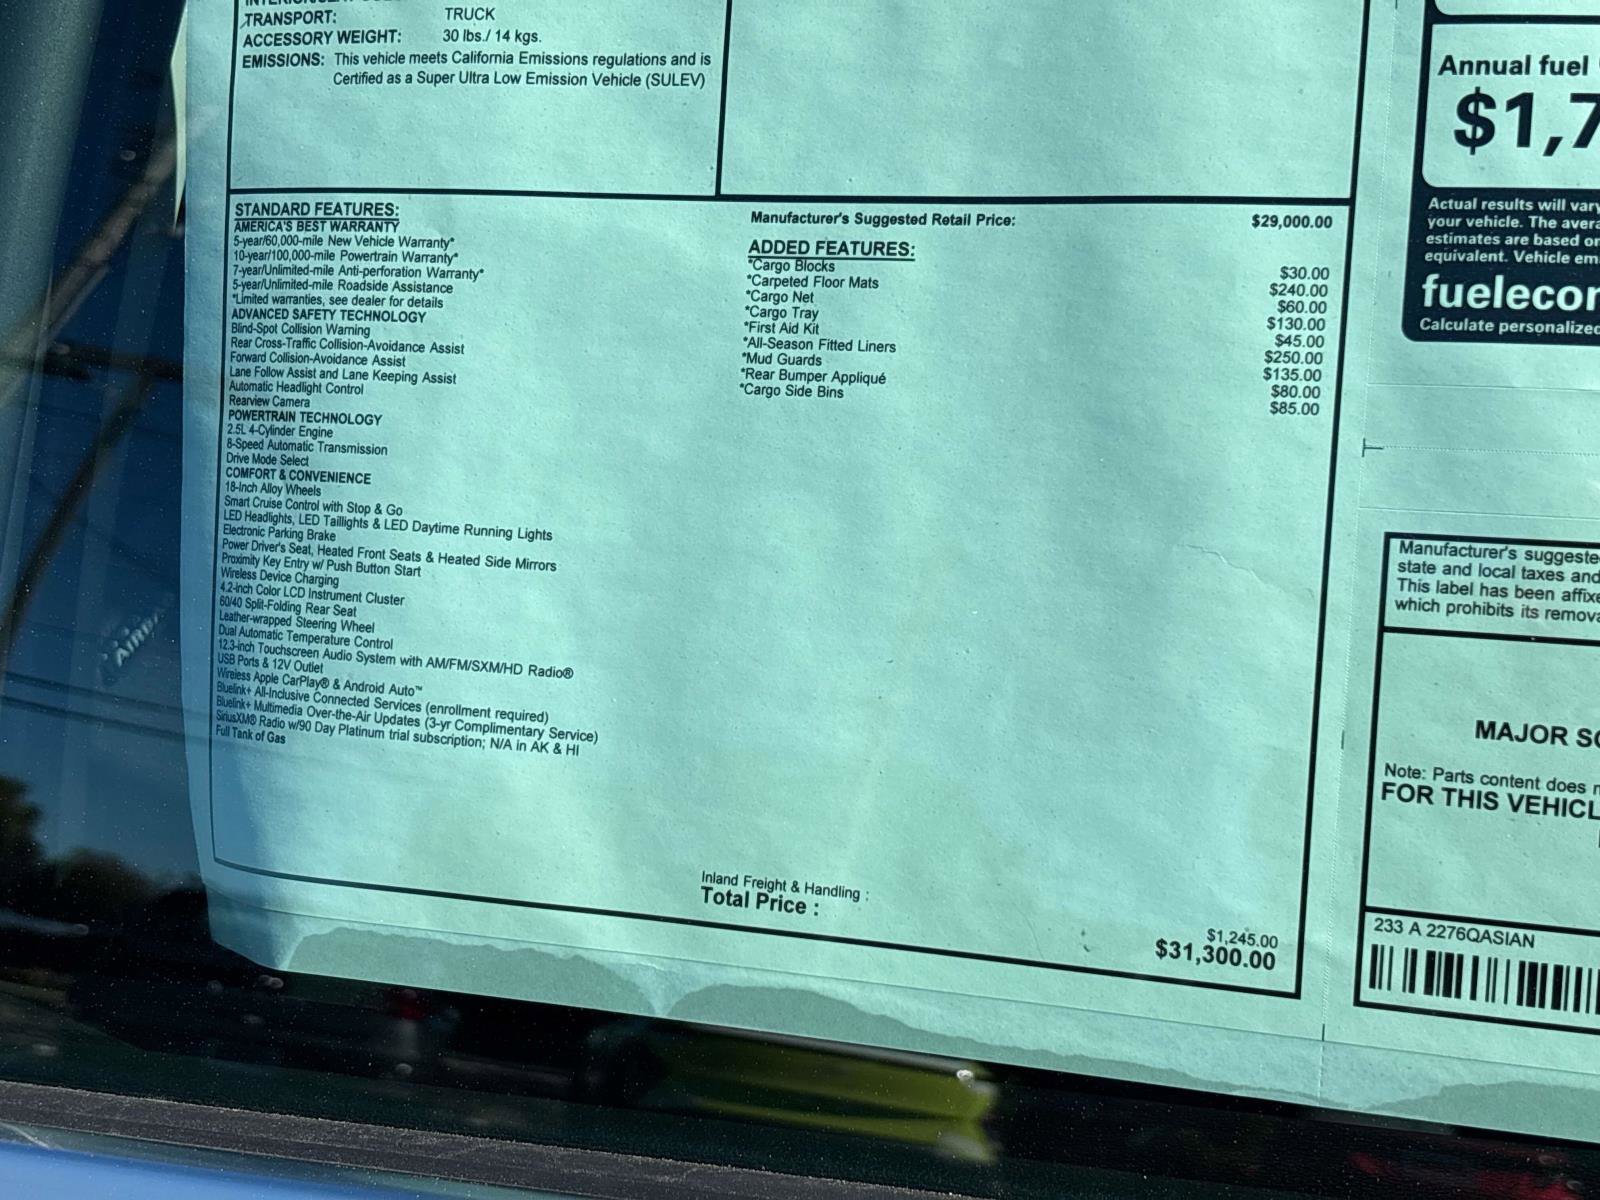 TRANSPORT: TRUCK
ACCESSORY WEIGHT: 30 lbs./ 14 kgs.
EMISSIONS: This vehicle meets California Emissions regulations and is
Certified as a Super Ultra Low Emission Vehicle (SULEV)
STANDARD FEATURES:
AMERICA'S BEST WARRANTY
5-year/60,000-mile New Vehicle Warranty*
10-year/100,000-mile Powertrain Warranty*
7-year/Unlimited-mile Anti-perforation Warranty*
5-year/Unlimited-mile Roadside Assistance
*Limited warranties, see dealer for details
ADVANCED SAFETY TECHNOLOGY
Blind-Spot Collision Warning
Rear Cross-Traffic Collision-Avoidance Assist
Forward Collision-Avoidance Assist
Lane Follow Assist and Lane Keeping Assist
Automatic Headlight Control
Rearview Camera
POWERTRAIN TECHNOLOGY
2.5L 4-Cylinder Engine
8-Speed Automatic Transmission
Drive Mode Select
COMFORT & CONVENIENCE
18-Inch Alloy Wheels
Smart Cruise Control with Stop & Go
LED Headlights, LED Taillights & LED Daytime Running Lights
Electronic Parking Brake
Power Driver's Seat, Heated Front Seats & Heated Side Mirrors
Proximity Key Entry w/ Push Button Start
Wireless Device Charging
4.2-inch Color LCD Instrument Cluster
60/40 Split-Folding Rear Seat
Leather-wrapped Steering Wheel
Dual Automatic Temperature Control
12.3-inch Touchscreen Audio System with AM/FM/SXM/HD Radio®
USB Ports & 12V Outlet
Wireless Apple CarPlay® & Android Auto™
Bluelink+ All-Inclusive Connected Services (enrollment required)
Bluelink+ Multimedia Over-the-Air Updates (3-yr Complimentary Service)
SiriusXM® Radio w/90 Day Platinum trial subscription; N/A in AK & HI
Full Tank of Gas
Manufacturer's Suggested Retail Price: $29,000.00
ADDED FEATURES:
*Cargo Blocks $30.00
*Carpeted Floor Mats $240.00
*Cargo Net $60.00
*Cargo Tray $130.00
*First Aid Kit $45.00
*All-Season Fitted Liners $250.00
*Mud Guards $135.00
*Rear Bumper Appliqué $80.00
*Cargo Side Bins $85.00
Inland Freight & Handling : $1,245.00
Total Price : $31,300.00
Annual fuel
$1,7
Actual results will vary
your vehicle. The avera
estimates are based on
equivalent. Vehicle em
fuelecon
Calculate personalized
Manufacturer's suggeste
state and local taxes and
This label has been affixe
which prohibits its remova
MAJOR SO
Note: Parts content does n
FOR THIS VEHICL
233 A 2276QASIAN